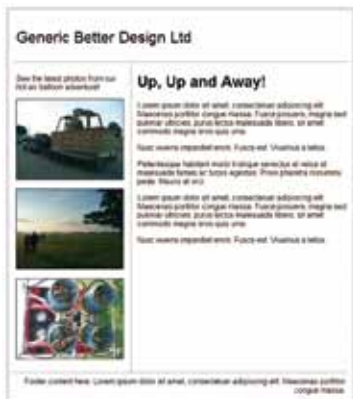 Generic Better Design Ltd
See the latest photos from our
hot air balloon adventure!
Up, Up and Away!
Lorem ipsum dolor sit amet, consectetuer adipiscing elit.
Maecenas porttitor congue massa. Fusce posuere, magna sed
pulvinar ultricies, purus lectus malesuada libero, sit amet
commodo magna eros quis urna.
Nunc viverra imperdiet enim. Fusce est. Vivamus a tellus.
Pellentesque habitant morbi tristique senectus et netus et
malesuada fames ac turpis egestas. Proin pharetra nonummy
pede. Mauris et orci.
Lorem ipsum dolor sit amet, consectetuer adipiscing elit.
Maecenas porttitor congue massa. Fusce posuere, magna sed
pulvinar ultricies, purus lectus malesuada libero, sit amet
commodo magna eros quis urna.
Nunc viverra imperdiet enim. Fusce est. Vivamus a tellus.
Footer content here. Lorem ipsum dolor sit amet, consectetuer adipiscing elit. Maecenas porttitor
congue massa.